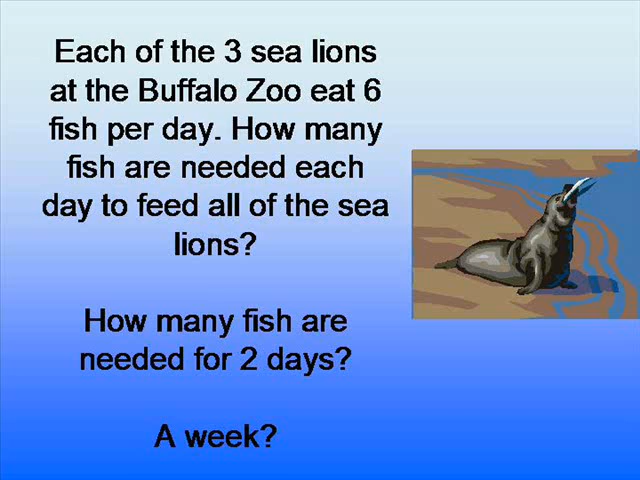 Each of the 3 sea lions
at the Buffalo Zoo eat 6
fish per day. How many
fish are needed each
day to feed all of the sea
lions?
How many fish are
needed for 2 days?
A week?